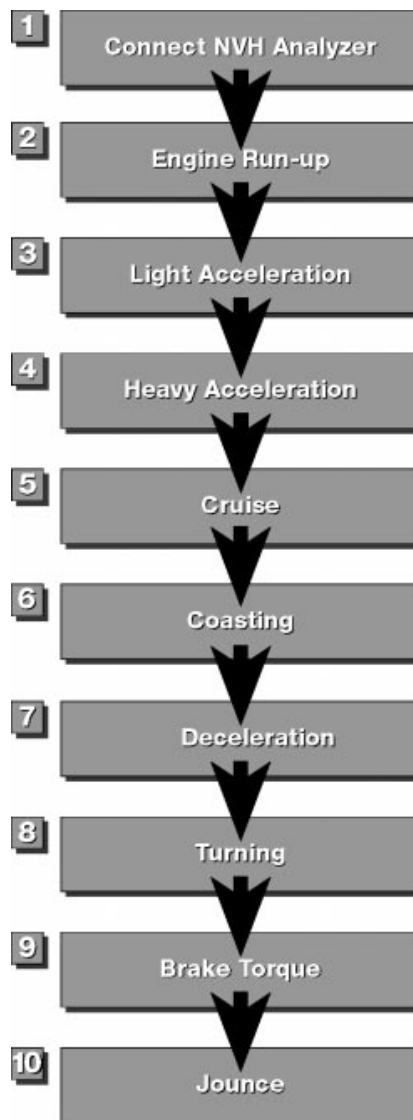 1 Connect NVH Analyzer
2 Engine Run-up
3 Light Acceleration
4 Heavy Acceleration
5 Cruise
6 Coasting
7 Deceleration
8 Turning
9 Brake Torque
10 Jounce